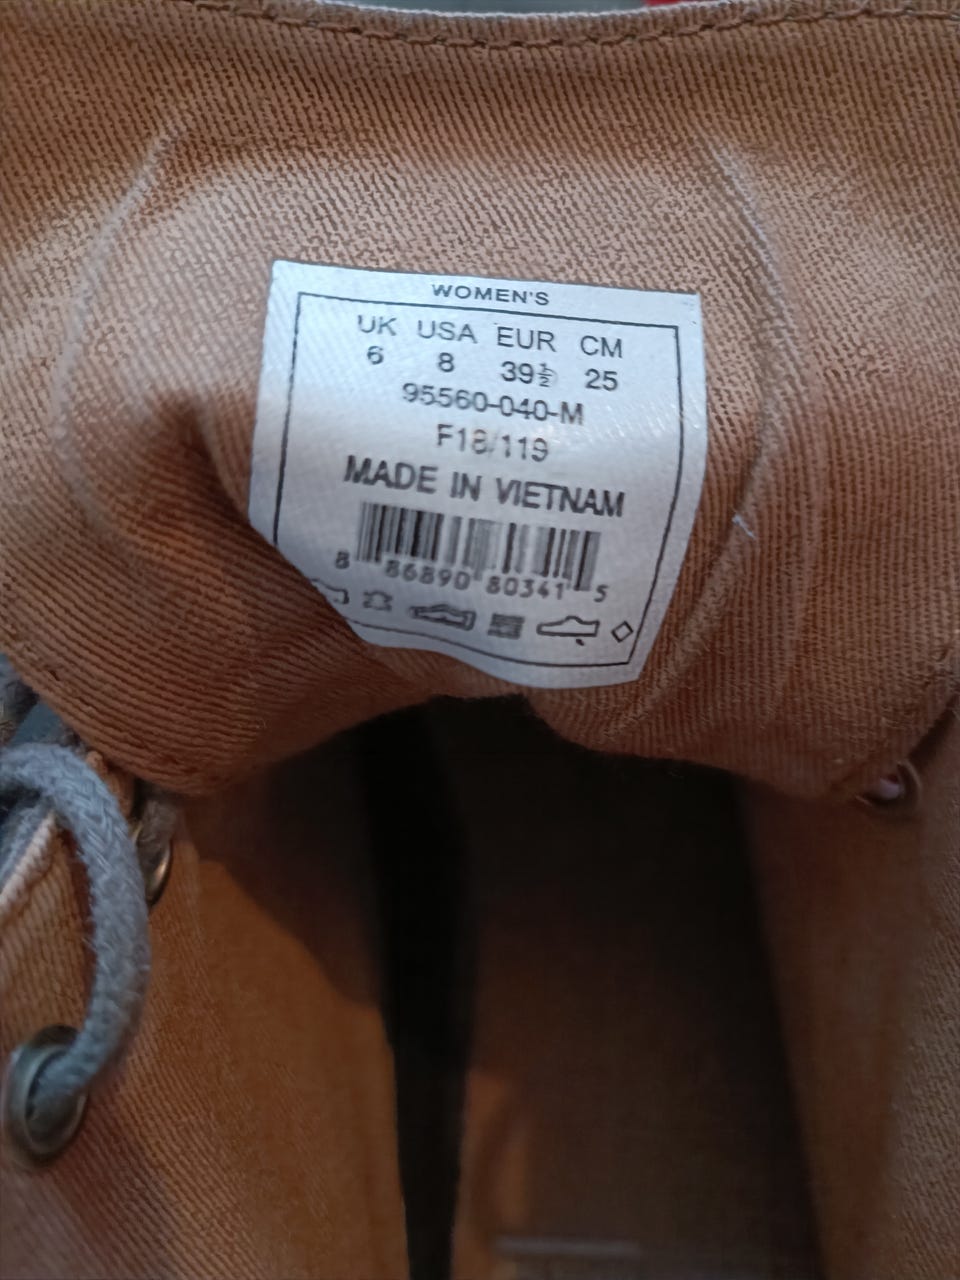 WOMEN'S
UK USA EUR CM
6 8 39½ 25
95560-040-M
F18/119
MADE IN VIETNAM
8 86890 80341 5